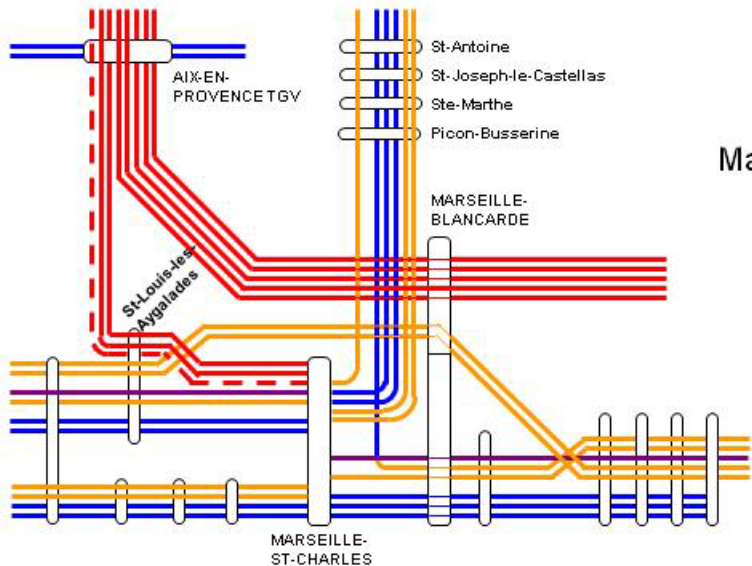 St-Antoine
St-Joseph-le-Castellas
Ste-Marthe
Picon-Busserine
AIX-EN-
PROVENCE TGV
Ma
MARSEILLE-
BLANCARDE
St-Louis-les-
Aygalades
MARSEILLE-
ST-CHARLES